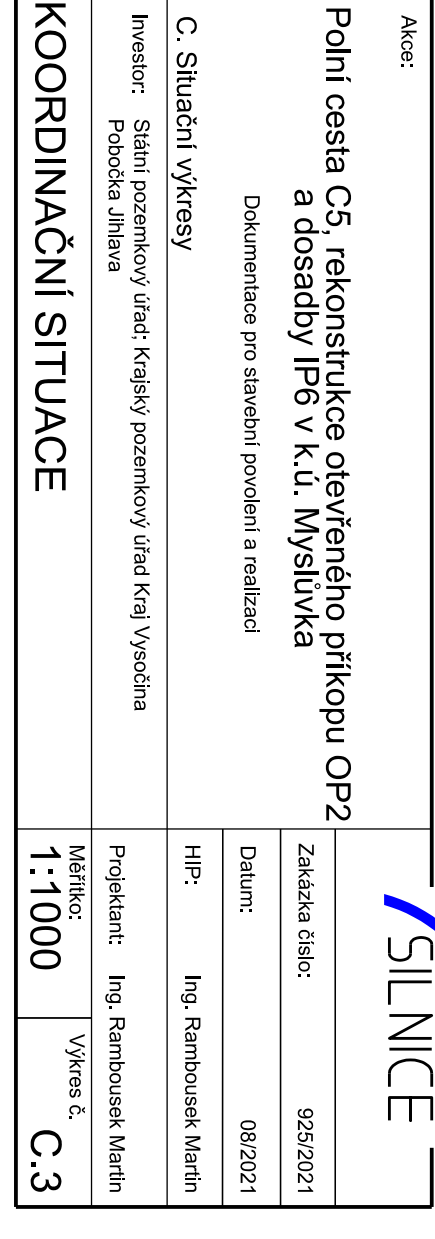 Akce:
Polní cesta C5, rekonstrukce otevřeného příkopu OP2
a dosadby IP6 v k.ú. Myslůvka
Dokumentace pro stavební povolení a realizaci
C. Situační výkresy
Investor: Státní pozemkový úřad; Krajský pozemkový úřad Kraj Vysočina
Pobočka Jihlava
KOORDINAČNÍ SITUACE
SILNICE
Zakázka číslo: 925/2021
Datum: 08/2021
HIP: Ing. Rambousek Martin
Projektant: Ing. Rambousek Martin
Měřítko:
1:1000
Výkres č.
C.3